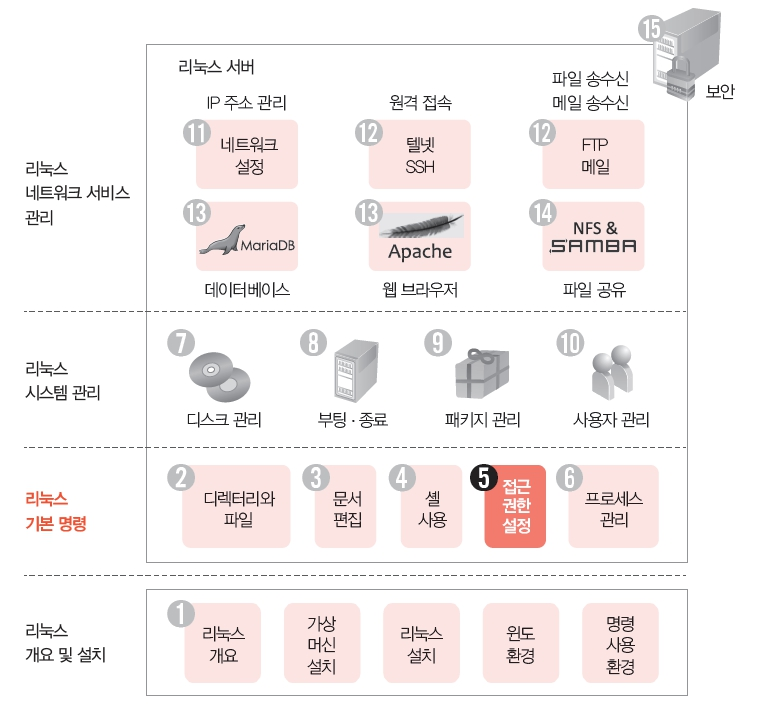 15
보안
리눅스 서버
IP 주소 관리
원격 접속
파일 송수신
메일 송수신
11
네트워크
설정
12
텔넷
SSH
12
FTP
메일
리눅스
네트워크 서비스
관리
13
MariaDB
13
Apache
14
NFS &
SAMBA
데이터베이스
웹 브라우저
파일 공유
리눅스
시스템 관리
7
디스크 관리
8
부팅·종료
9
패키지 관리
10
사용자 관리
리눅스
기본 명령
2
디렉터리와
파일
3
문서
편집
4
셸
사용
5
접근
권한
설정
6
프로세스
관리
리눅스
개요 및 설치
1
리눅스
개요
가상
머신
설치
리눅스
설치
윈도
환경
명령
사용
환경